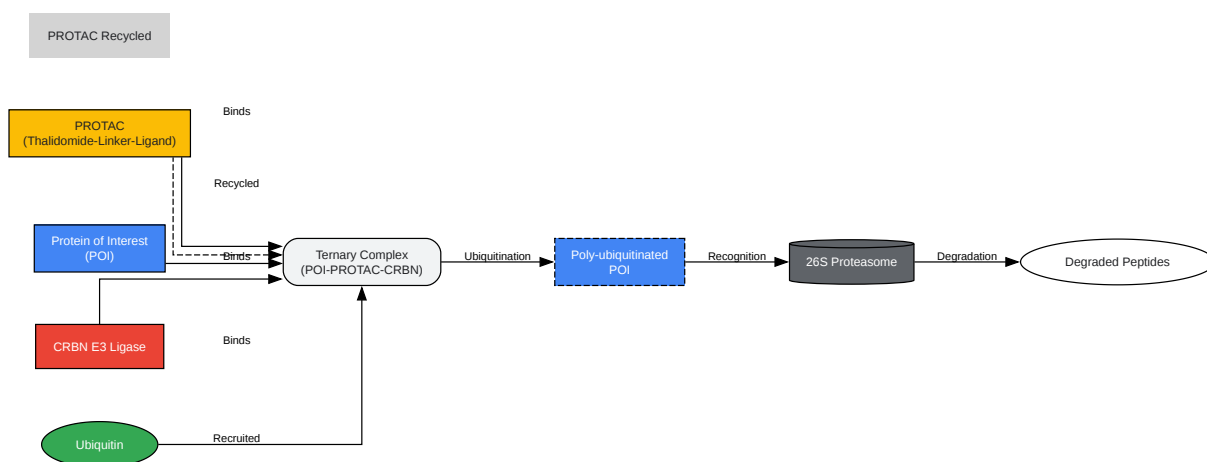 PROTAC Recycled
Binds
PROTAC
(Thalidomide-Linker-Ligand)
Recycled
Protein of Interest
(POI)
Binds
Ternary Complex
(POI-PROTAC-CRBN)
Ubiquitination
Poly-ubiquitinated
POI
Recognition
26S Proteasome
Degradation
Degraded Peptides
Binds
CRBN E3 Ligase
Recruited
Ubiquitin